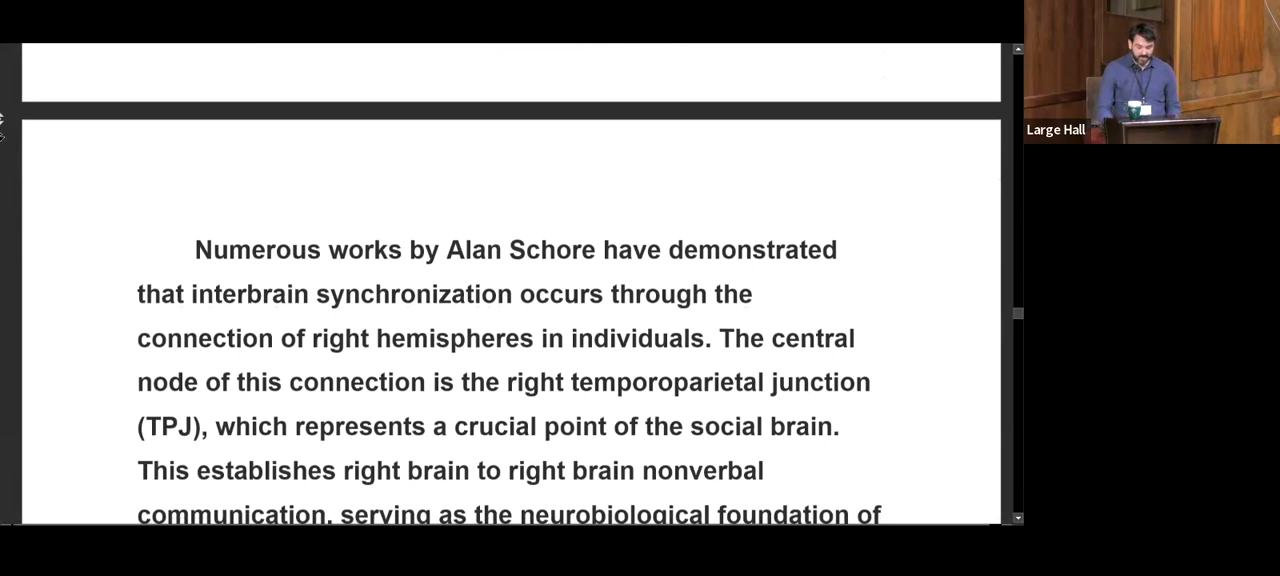 Numerous works by Alan Schore have demonstrated
that interbrain synchronization occurs through the
connection of right hemispheres in individuals. The central
node of this connection is the right temporoparietal junction
(TPJ), which represents a crucial point of the social brain.
This establishes right brain to right brain nonverbal
communication, serving as the neurobiological foundation of
Large Hall